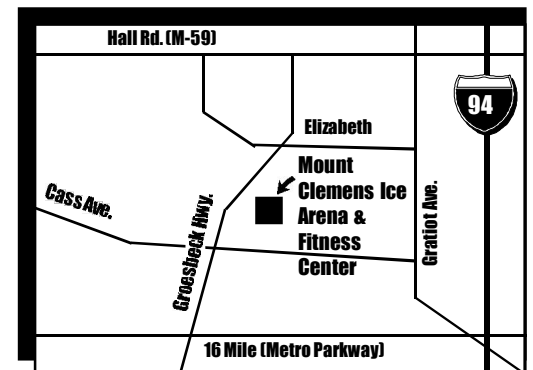 Hall Rd. (M-59)
94
Elizabeth
Mount
Clemens Ice
Arena &
Fitness
Center
Cass Ave.
Groesbeck Hwy.
Gratiot Ave.
16 Mile (Metro Parkway)